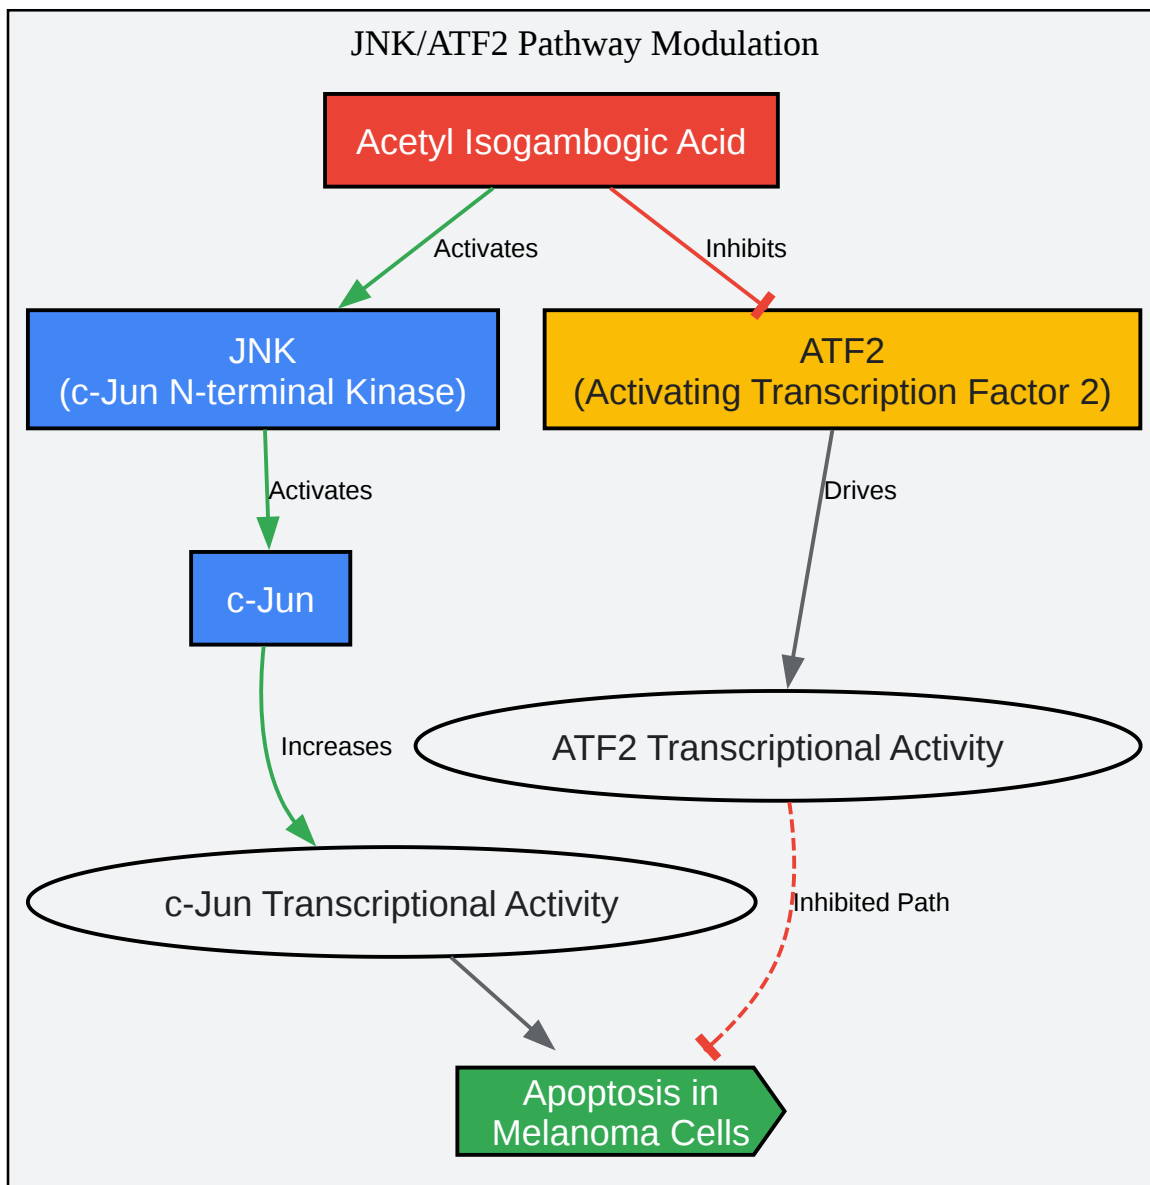 JNK/ATF2 Pathway Modulation
Acetyl Isogambogic Acid
Activates
Inhibits
JNK
(c-Jun N-terminal Kinase)
ATF2
(Activating Transcription Factor 2)
Activates
Drives
c-Jun
Increases
ATF2 Transcriptional Activity
c-Jun Transcriptional Activity
Inhibited Path
Apoptosis in
Melanoma Cells